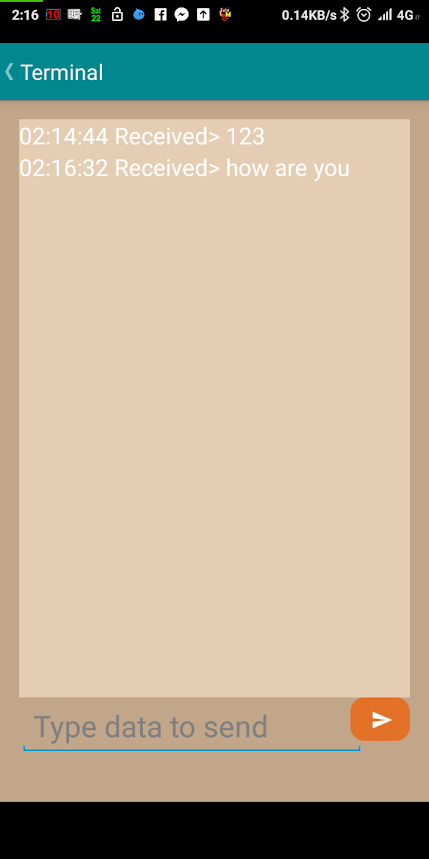 2:16 10 Sat 22 0.14KB/s 4G
Terminal
02:14:44 Received> 123
02:16:32 Received> how are you
Type data to send